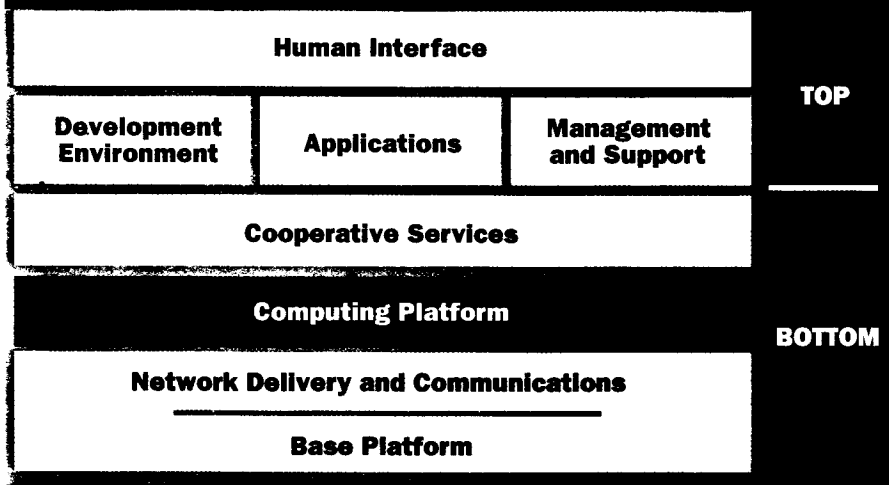 Human Interface
TOP
Development
Environment
Applications
Management
and Support
Cooperative Services
Computing Platform
BOTTOM
Network Delivery and Communications
Base Platform